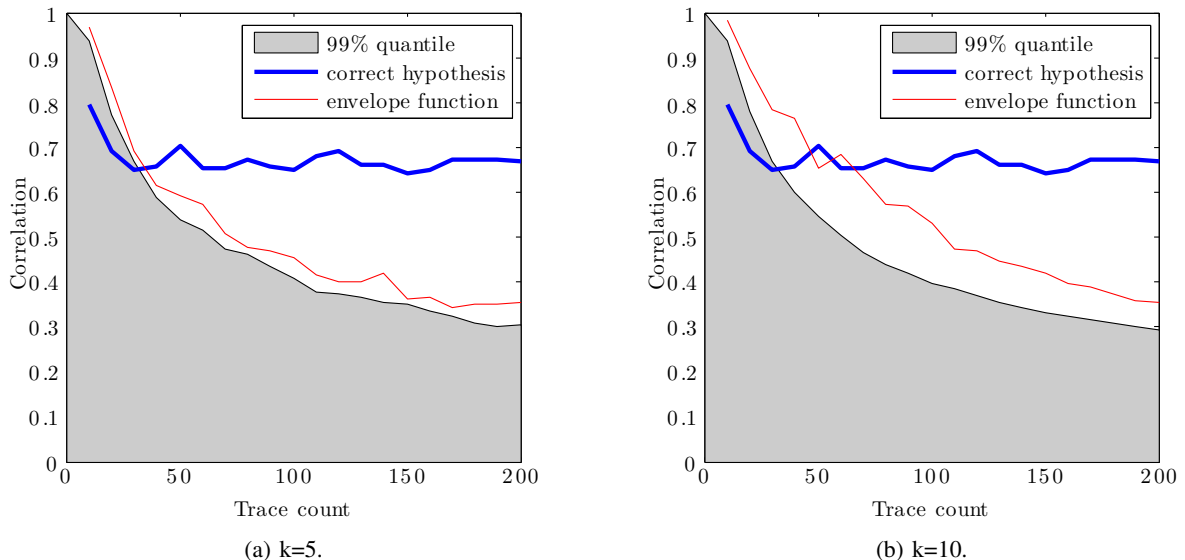 1
0.9
0.8
0.7
0.6
0.5
0.4
0.3
0.2
0.1
0
Correlation
99% quantile
correct hypothesis
envelope function
0
50
100
150
200
Trace count
(a) k=5.
1
0.9
0.8
0.7
0.6
0.5
0.4
0.3
0.2
0.1
0
Correlation
99% quantile
correct hypothesis
envelope function
0
50
100
150
200
Trace count
(b) k=10.